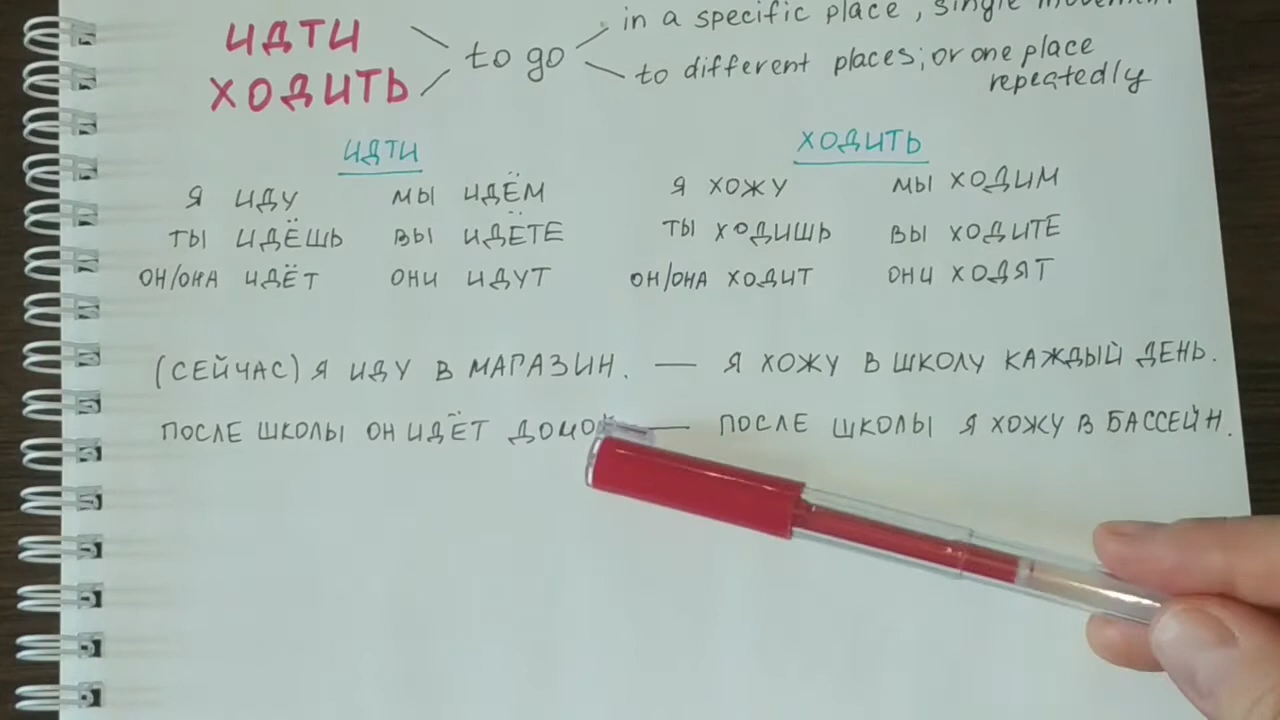 ИДТИ
ХОДИТЬ
to go
in a specific place, single movement
to different places; or one place
repeatedly
ИДТИ
Я ИДУ МЫ ИДЁМ
ТЫ ИДЁШЬ ВЫ ИДЁТЕ
ОН/ОНА ИДЁТ ОНИ ИДУТ
ХОДИТЬ
Я ХОЖУ МЫ ХОДИМ
ТЫ ХОДИШЬ ВЫ ХОДИТЕ
ОН/ОНА ХОДИТ ОНИ ХОДЯТ
(СЕЙЧАС) Я ИДУ В МАГАЗИН. — Я ХОЖУ В ШКОЛУ КАЖДЫЙ ДЕНЬ.
ПОСЛЕ ШКОЛЫ ОН ИДЁТ — ПОСЛЕ ШКОЛЫ Я ХОЖУ В БАССЕЙН.